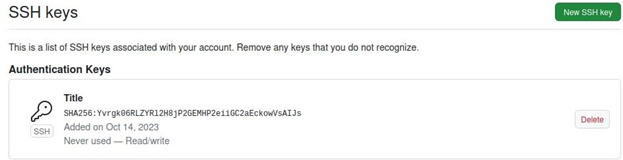 SSH keys
New SSH key
This is a list of SSH keys associated with your account. Remove any keys that you do not recognize.
Authentication Keys
Title
SHA256:Yvrgk06RLZYRl2H8jP2GEMHP2eiiGC2aEckowVsAIJs
SSH
Added on Oct 14, 2023
Never used — Read/write
Delete